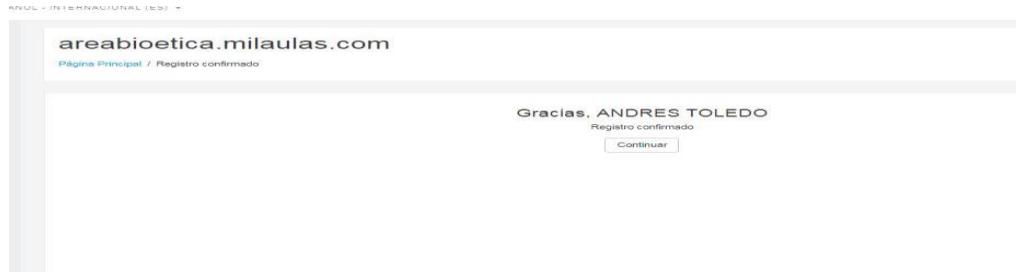 areabioetica.milaulas.com
Página Principal / Registro confirmado
Gracias, ANDRES TOLEDO
Registro confirmado
Continuar